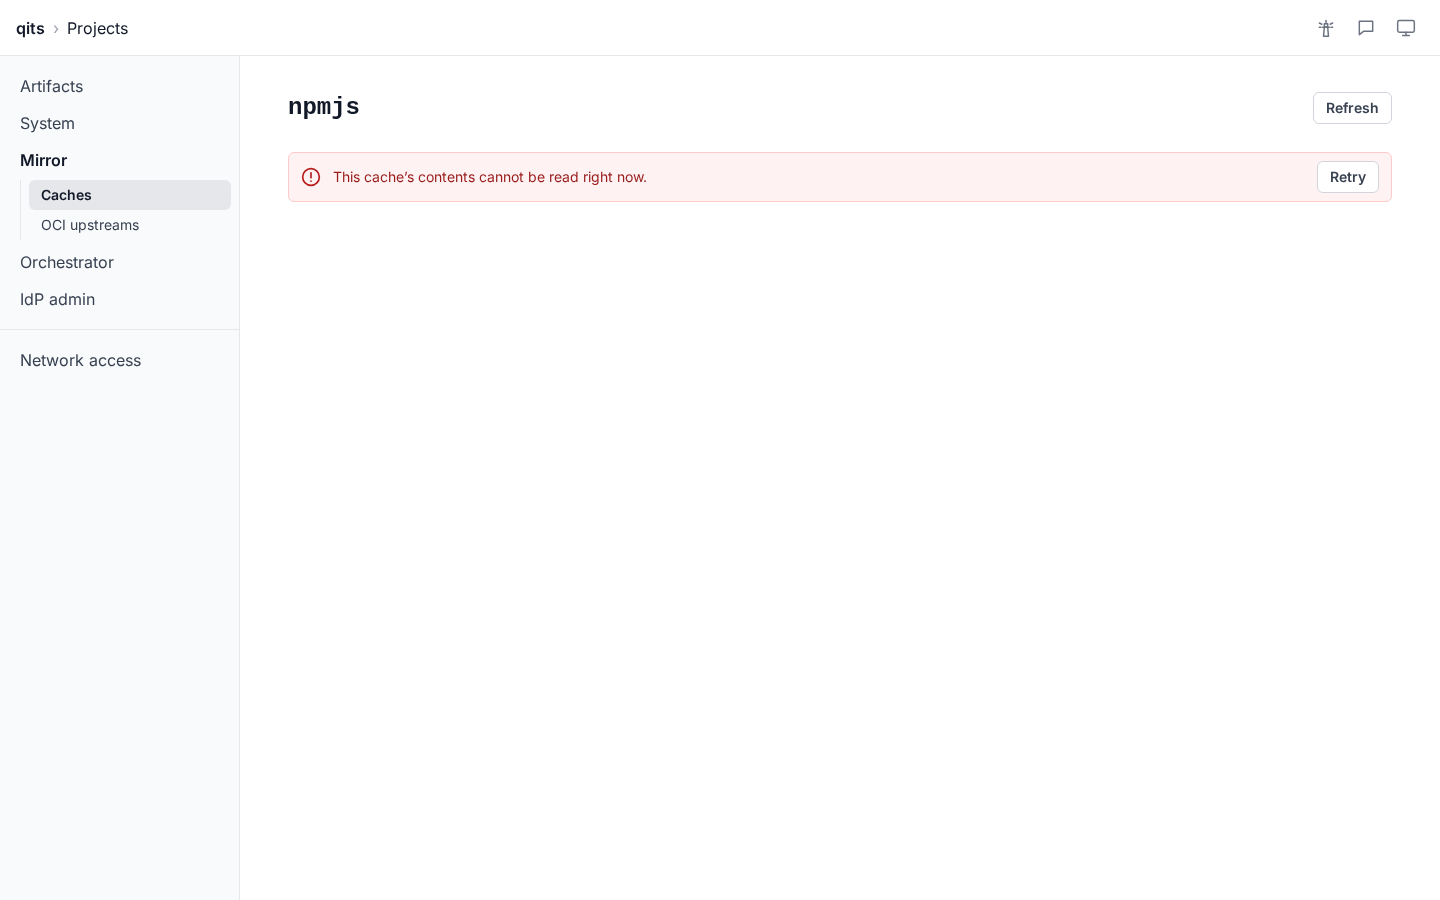 qits › Projects
Artifacts
System
Mirror
Caches
OCI upstreams
Orchestrator
IdP admin
Network access
npmjs
Refresh
This cache’s contents cannot be read right now.
Retry